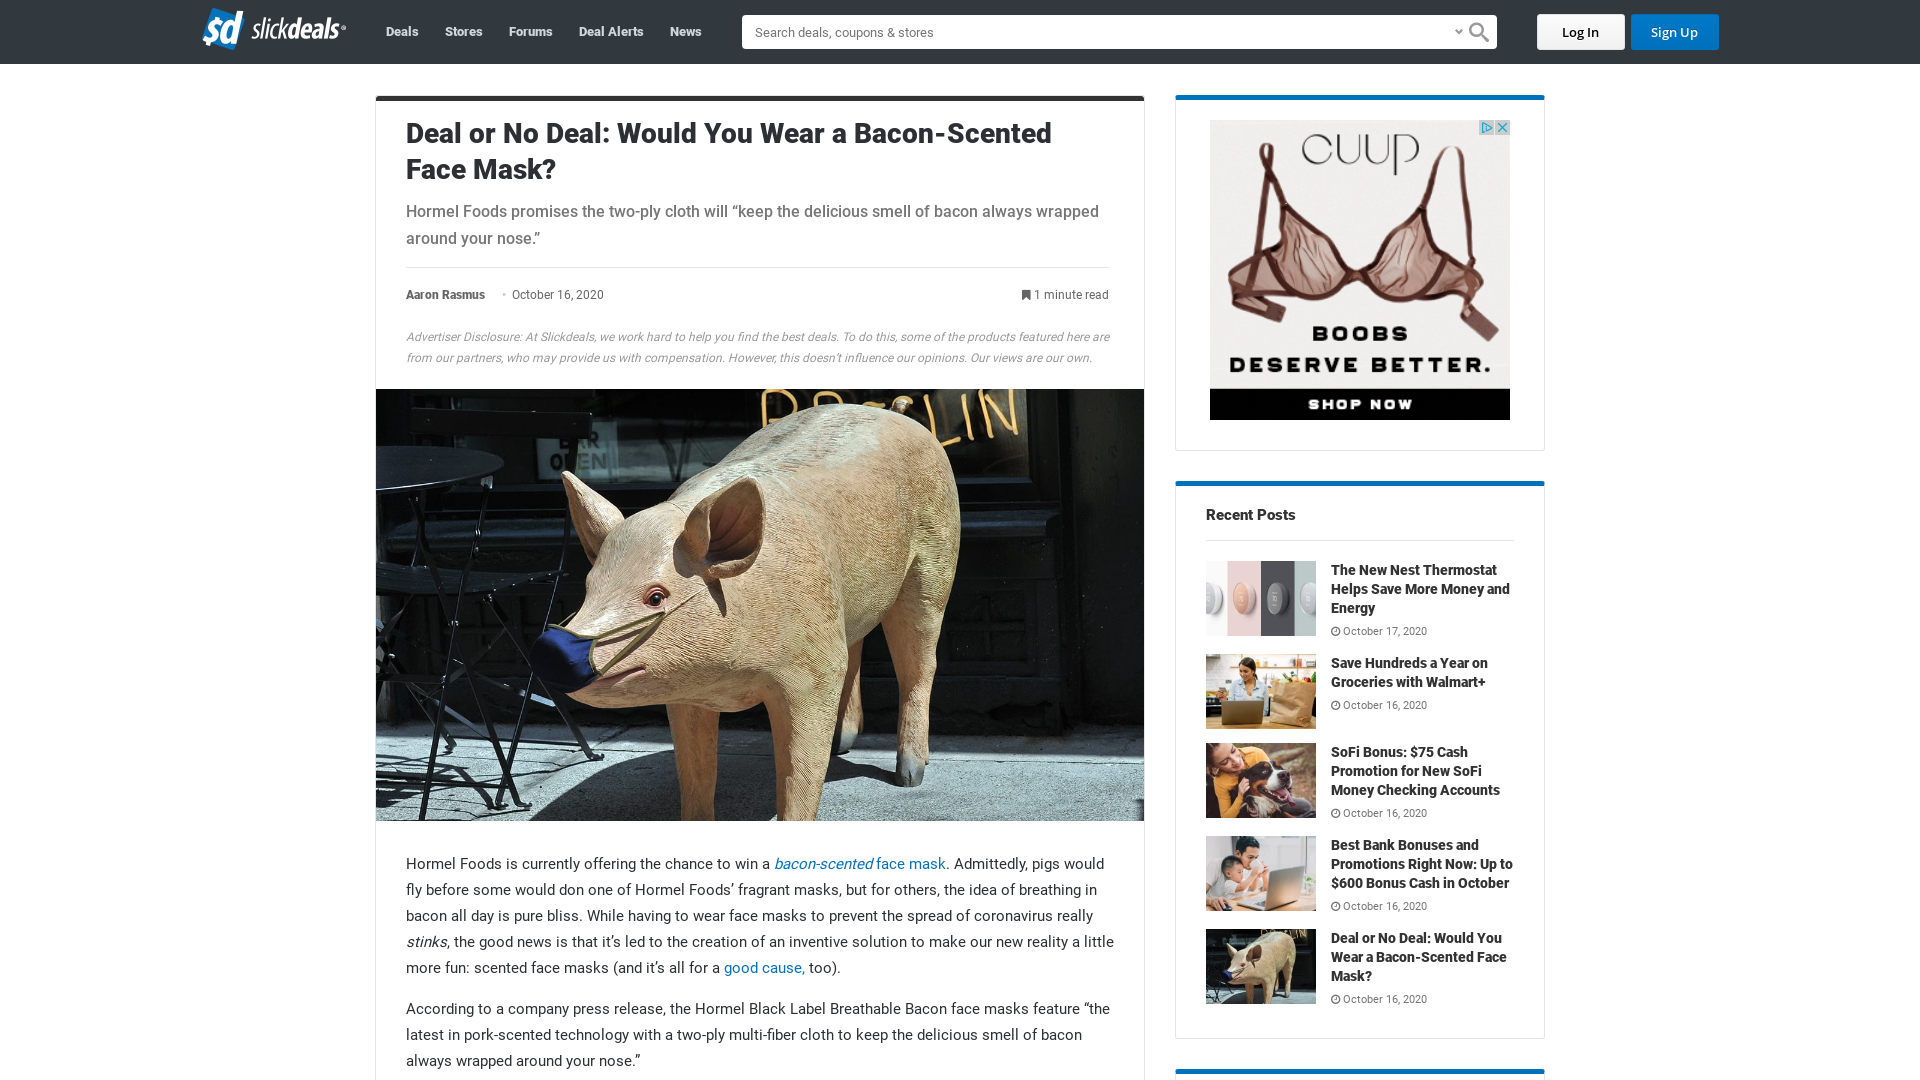 slickdeals
Deals
Stores
Forums
Deal Alerts
News
Search deals, coupons & stores
Log In
Sign Up
Deal or No Deal: Would You Wear a Bacon-Scented
Face Mask?
Hormel Foods promises the two-ply cloth will “keep the delicious smell of bacon always wrapped
around your nose.”
Aaron Rasmus
October 16, 2020
1 minute read
Advertiser Disclosure: At Slickdeals, we work hard to help you find the best deals. To do this, some of the products featured here are
from our partners, who may provide us with compensation. However, this doesn’t influence our opinions. Our views are our own.
BAR
OPEN
Hormel Foods is currently offering the chance to win a bacon-scented face mask. Admittedly, pigs would
fly before some would don one of Hormel Foods’ fragrant masks, but for others, the idea of breathing in
bacon all day is pure bliss. While having to wear face masks to prevent the spread of coronavirus really
stinks, the good news is that it’s led to the creation of an inventive solution to make our new reality a little
more fun: scented face masks (and it’s all for a good cause, too).
According to a company press release, the Hormel Black Label Breathable Bacon face masks feature “the
latest in pork-scented technology with a two-ply multi-fiber cloth to keep the delicious smell of bacon
always wrapped around your nose.”
CUUP
BOOBS
DESERVE BETTER.
SHOP NOW
Recent Posts
The New Nest Thermostat
Helps Save More Money and
Energy
October 17, 2020
Save Hundreds a Year on
Groceries with Walmart+
October 16, 2020
SoFi Bonus: $75 Cash
Promotion for New SoFi
Money Checking Accounts
October 16, 2020
Best Bank Bonuses and
Promotions Right Now: Up to
$600 Bonus Cash in October
October 16, 2020
Deal or No Deal: Would You
Wear a Bacon-Scented Face
Mask?
October 16, 2020